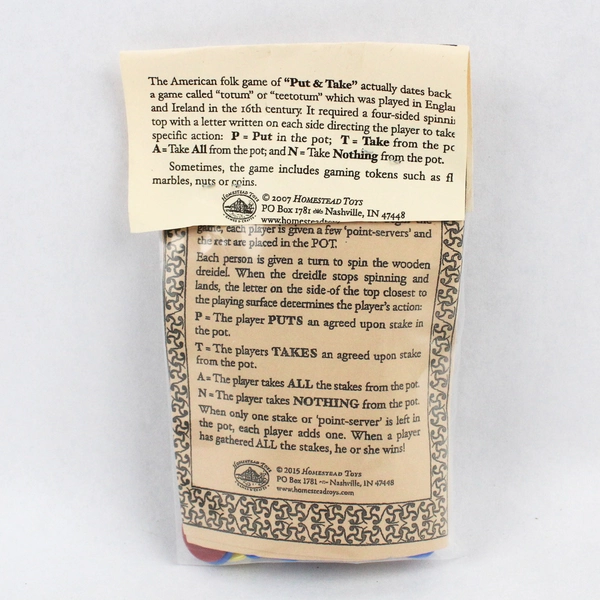 The American folk game of "Put & Take" actually dates back
a game called "totum" or "teetotum" which was played in
and Ireland in the 16th century. It required a four-sided
top with a letter written on each side directing the player to take
specific action: P = Put in the pot; T = Take from the
A = Take All from the pot; and N = Take Nothing from the pot.
Sometimes, the game includes gaming tokens such as
marbles, nuts or coins.
HOMESTEAD TOYS
© 2007 HOMESTEAD TOYS
PO Box 1781 Nashville, IN 47448
www.homesteadtoys
game, each player is given a few 'point-servers' and
the rest are placed in the POT.
Each person is given a turn to spin the wooden
dreidel. When the dreidle stops spinning and
lands, the letter on the side-of the top closest to
the playing surface determines the player's action:
P = The player PUTS an agreed upon stake in
the pot.
T = The players TAKES an agreed upon stake
from the pot.
A = The player takes ALL the stakes from the pot.
N = The player takes NOTHING from the pot.
When only one stake or 'point-server' is left in
the pot, each player adds one. When a player
has gathered ALL the stakes, he or she wins!
HOMESTEAD TOYS
© 2015 HOMESTEAD TOYS
PO Box 1781 Nashville, IN 47448
www.homesteadtoys.com